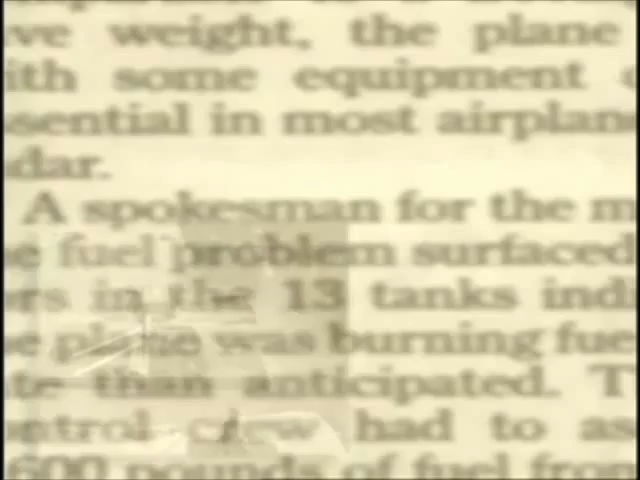 ve weight, the plane
ith some equipment
sential in most airplan
dar.
A spokesman for the m
e fuel problem surfaced
rs in the 13 tanks indi
e plane was burning fue
te than anticipated. T
ntrol crew had to as
600 pounds of fuel from